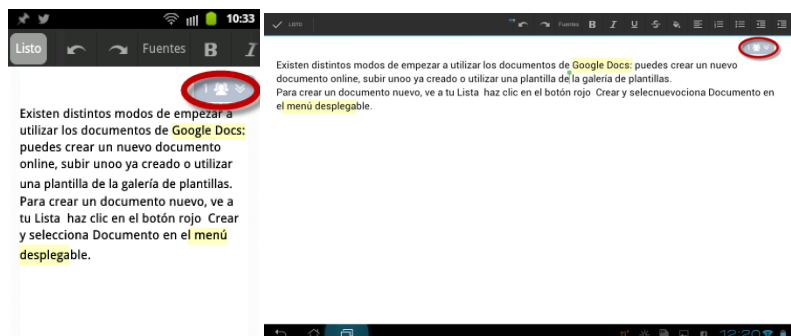 10:33
Listo
Fuentes
B
I
1
Existen distintos modos de empezar a
utilizar los documentos de Google Docs:
puedes crear un nuevo documento
online, subir unoo ya creado o utilizar
una plantilla de la galería de plantillas.
Para crear un documento nuevo, ve a
tu Lista haz clic en el botón rojo Crear
y selecciona Documento en el menú
desplegable.
LISTO
Fuentes B I U S
Existen distintos modos de empezar a utilizar los documentos de Google Docs: puedes crear un nuevo
documento online, subir unoo ya creado o utilizar una plantilla de la galería de plantillas.
Para crear un documento nuevo, ve a tu Lista haz clic en el botón rojo Crear y selecnuevociona Documento en
el menú desplegable.
12:20